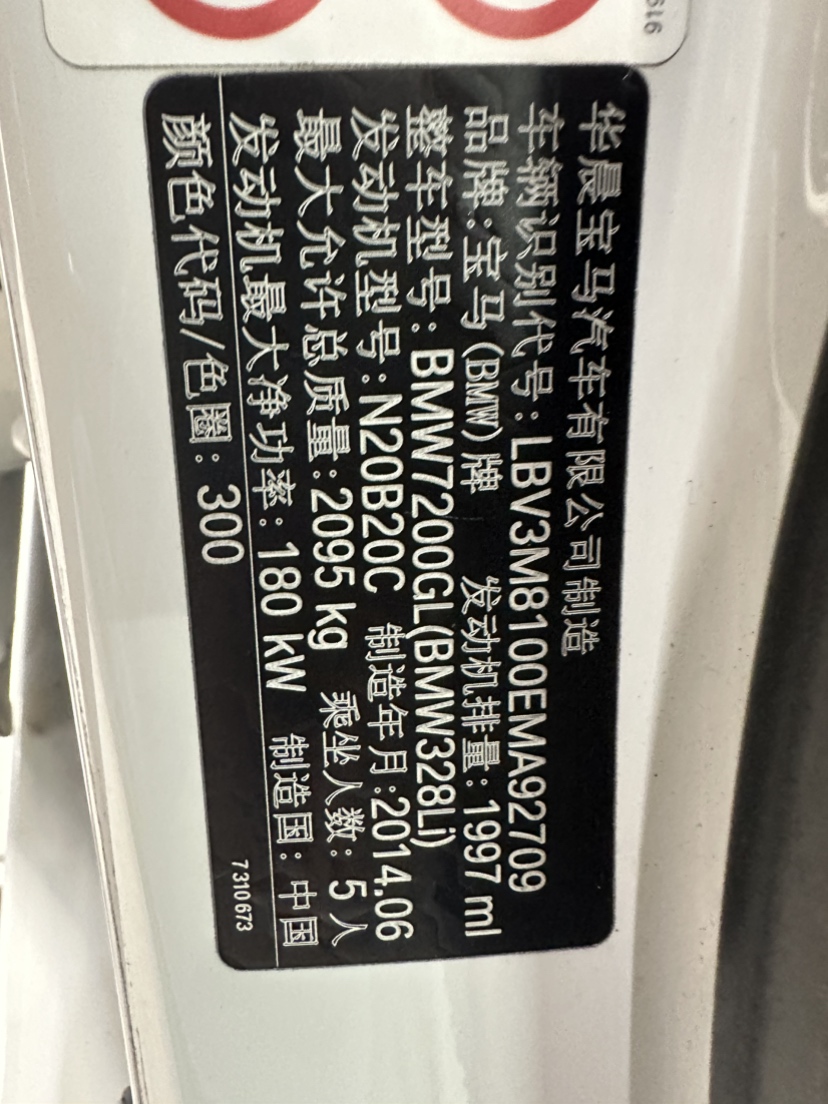 616
华晨宝马汽车有限公司制造
车辆识别代号:LBV3M8100EMA92709
品牌:宝马(BMW)牌 发动机排量:1997 ml
整车型号:BMW7200GL(BMW328Li)
发动机型号:N20B20C 制造年月:2014.06
最大允许总质量:2095 kg 乘坐人数:5人
发动机最大净功率:180 kW 制造国:中国
颜色代码/色圈:300 7310673